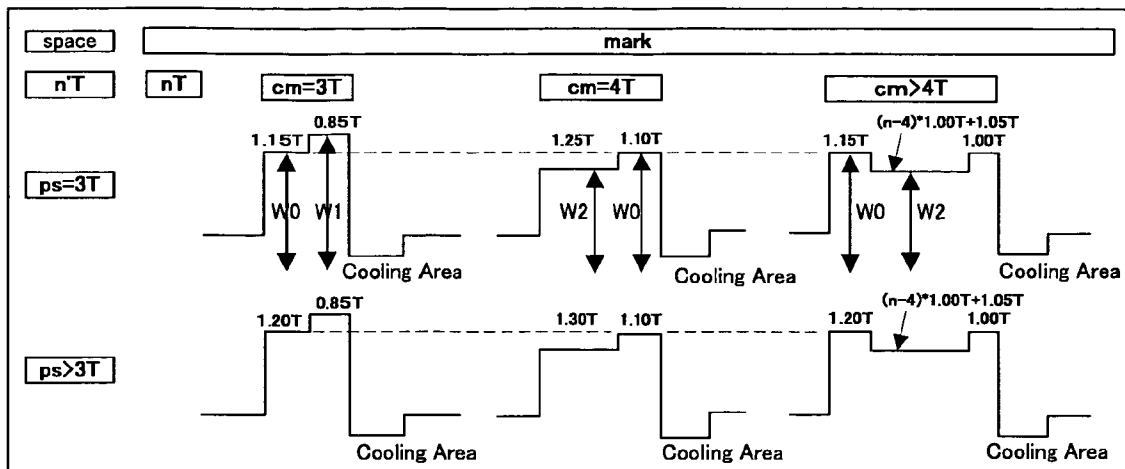 space
mark
n'T
nT
cm=3T
cm=4T
cm>4T
ps=3T
1.15T
0.85T
W0
W1
Cooling Area
1.25T
1.10T
W2
W0
Cooling Area
1.15T
(n-4)*1.00T+1.05T
1.00T
W0
W2
Cooling Area
ps>3T
1.20T
0.85T
Cooling Area
1.30T
1.10T
Cooling Area
1.20T
(n-4)*1.00T+1.05T
1.00T
Cooling Area